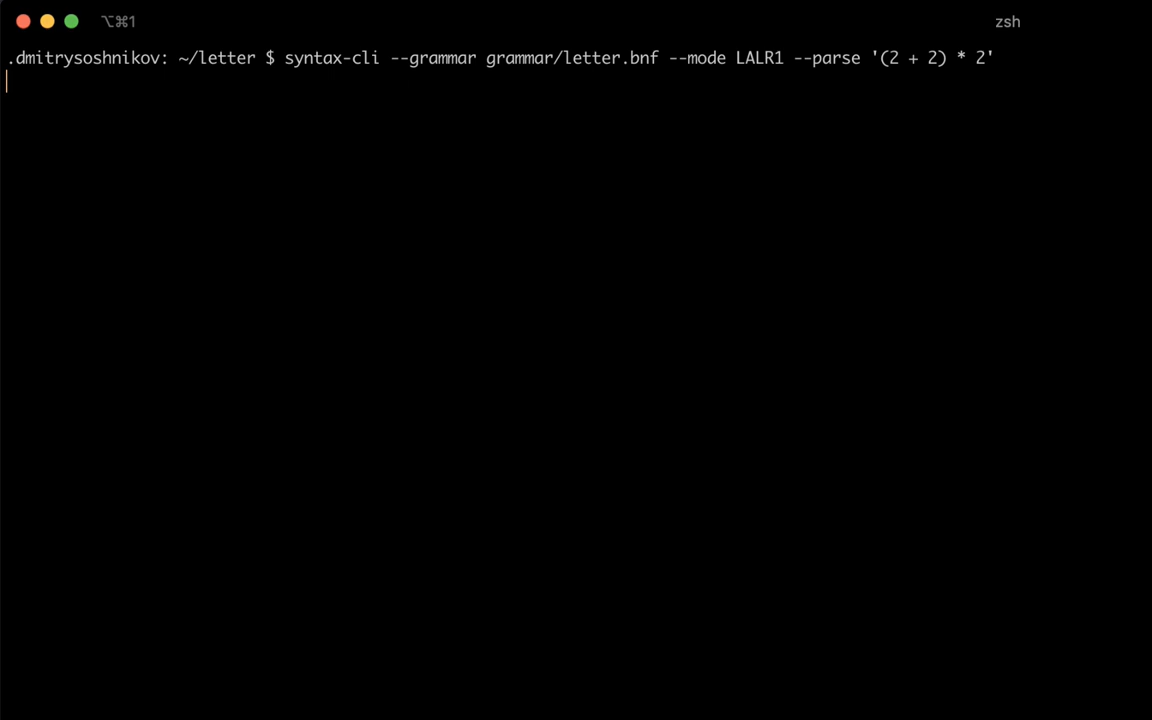 ⌥⌘1 zsh
.dmitrysoshnikov: ~/letter $ syntax-cli --grammar grammar/letter.bnf --mode LALR1 --parse '(2 + 2) * 2'